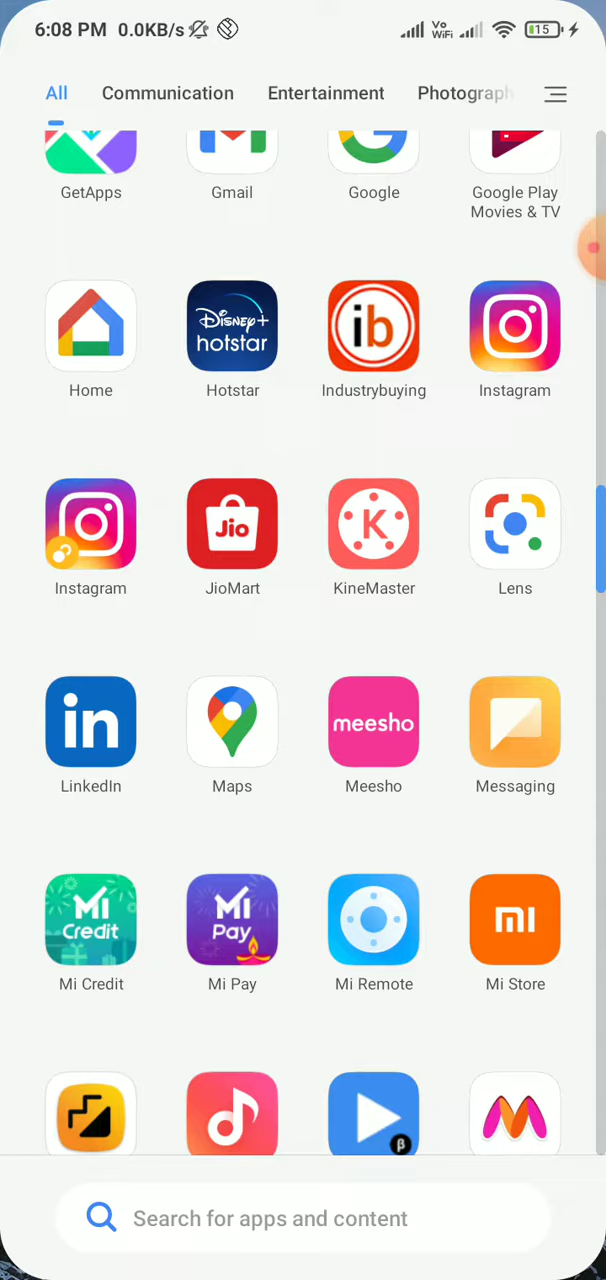 6:08 PM 0.0KB/s Vo WiFi 15
All Communication Entertainment Photograph
GetApps Gmail Google Google Play
Movies & TV
Disney+
hotstar
ib
Home Hotstar Industrybuying Instagram
Jio
K
Instagram JioMart KineMaster Lens
in
meesho
LinkedIn Maps Meesho Messaging
Mi
Credit
Mi
Pay
mi
Mi Credit Mi Pay Mi Remote Mi Store
β
Search for apps and content